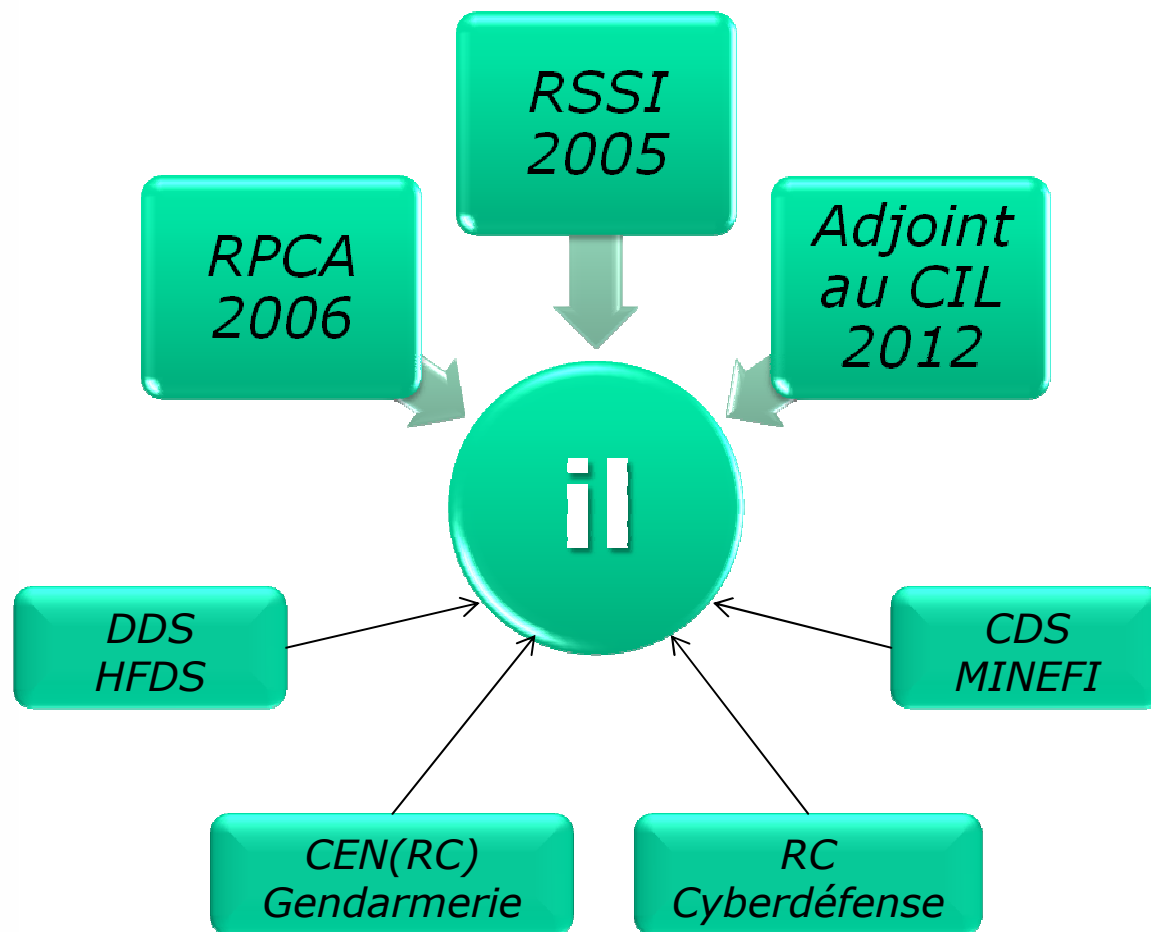 RSSI
2005
RPCA
2006
Adjoint
au CIL
2012
il
DDS
HFDS
CDS
MINEFI
CEN(RC)
Gendarmerie
RC
Cyberdéfense